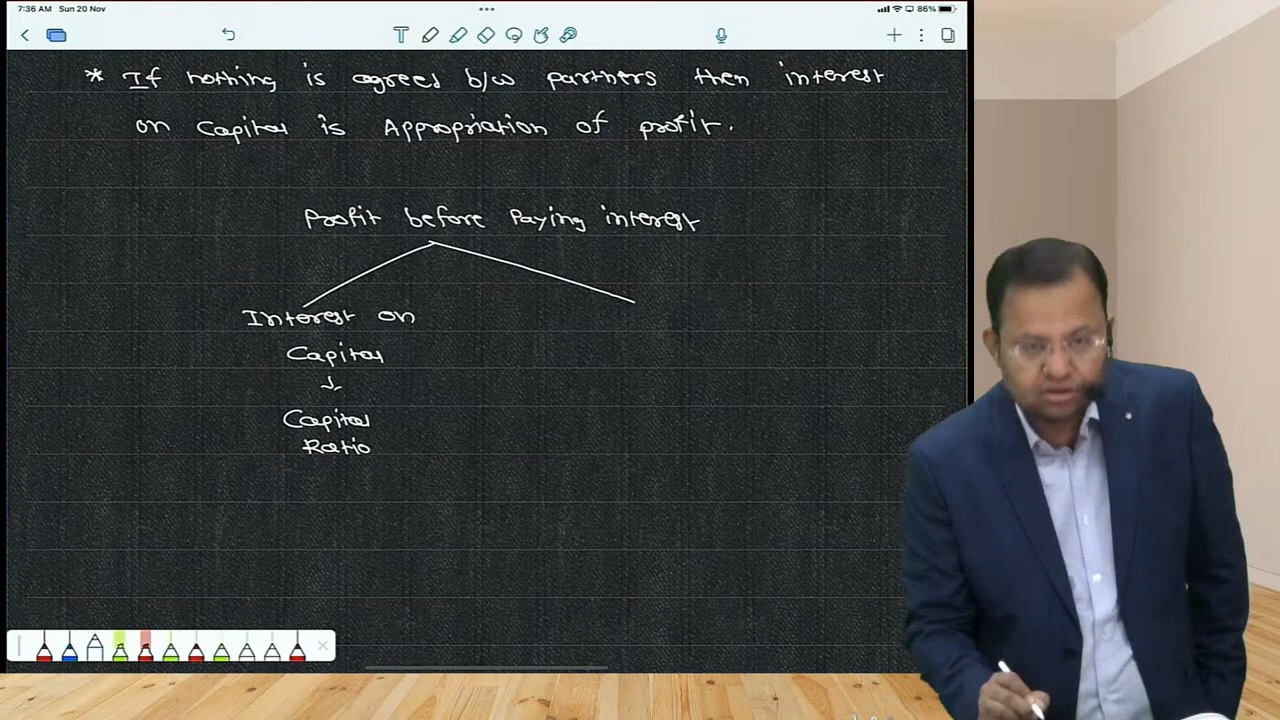 7:36 AM Sun 20 Nov
86%
T
* If nothing is agreed b/w partners then interest
on Capital is Appropriation of profit.
Profit before Paying interest
Interest on
Capital
↓
Capital
Ratio